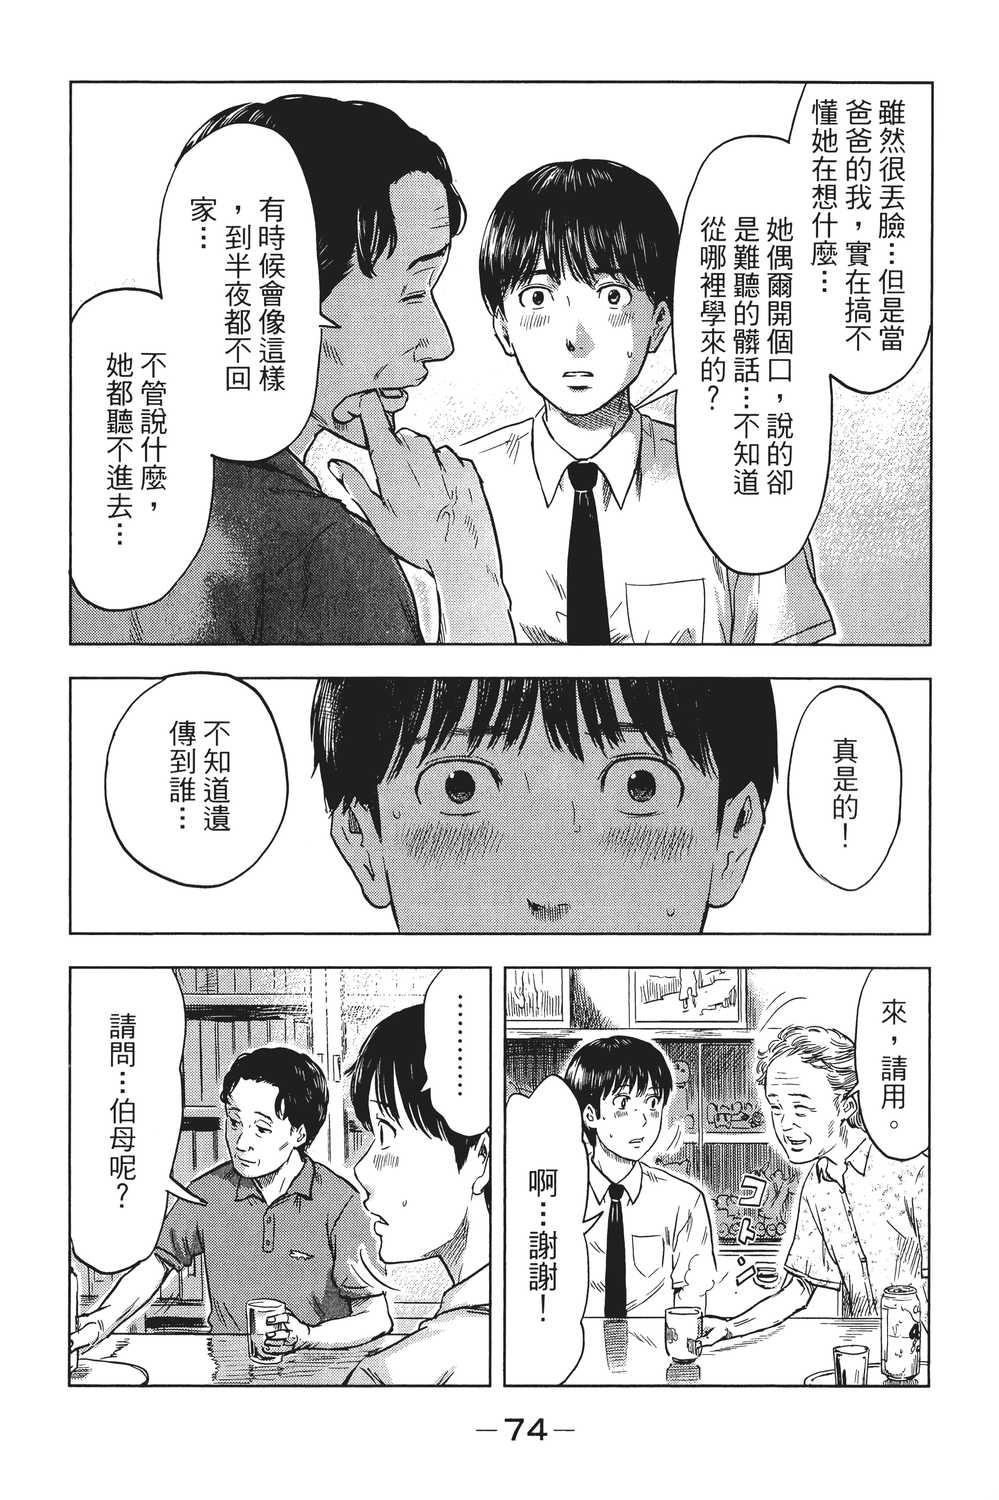 雖然很丟臉…但是當
爸爸的我，實在搞不
懂她在想什麼…
她偶爾開個口，說的卻
是難聽的髒話…不知道
從哪裡學來的？
有時候會像這樣
，到半夜都不回
家…
不管說什麼，
她都聽不進去…
真是的！
不知道遺
傳到誰…
來，請用。
コトン
啊…謝謝！
………
請問…伯母呢？
－74－